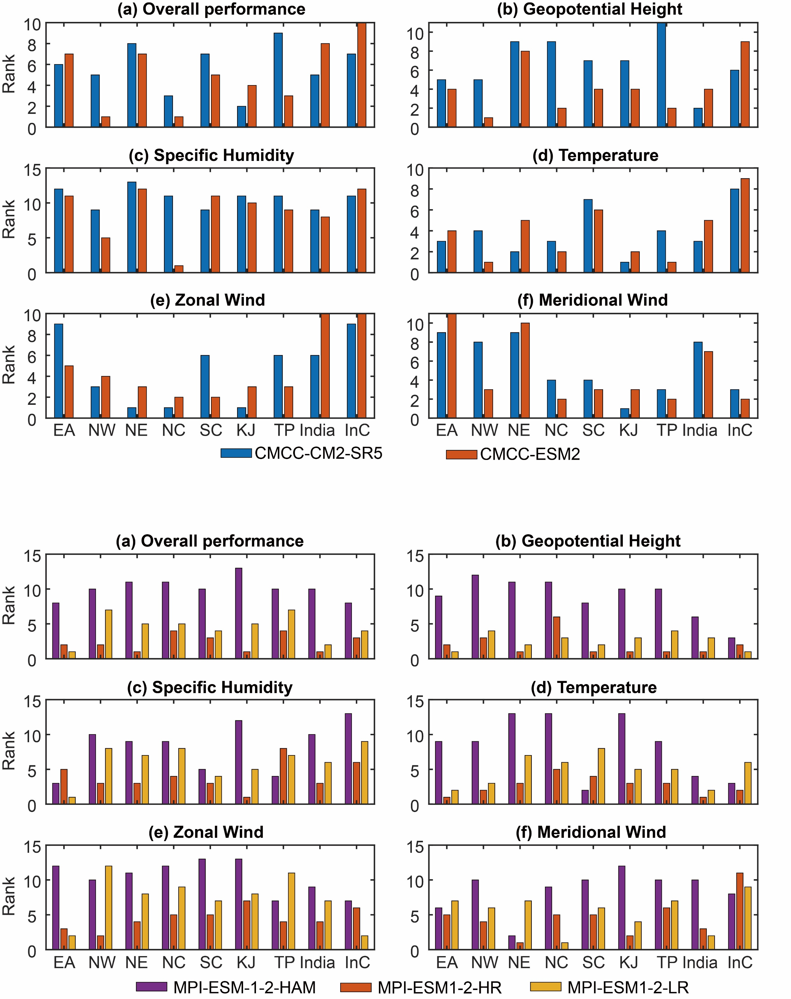 (a) Overall performance
(b) Geopotential Height
Rank
10
8
6
4
2
0
10
8
6
4
2
0
(c) Specific Humidity
(d) Temperature
Rank
15
10
5
0
10
8
6
4
2
0
(e) Zonal Wind
(f) Meridional Wind
Rank
10
8
6
4
2
0
10
8
6
4
2
0
EA NW NE NC SC KJ TP India InC
EA NW NE NC SC KJ TP India InC
CMCC-CM2-SR5
CMCC-ESM2
(a) Overall performance
(b) Geopotential Height
Rank
15
10
5
0
15
10
5
0
(c) Specific Humidity
(d) Temperature
Rank
15
10
5
0
15
10
5
0
(e) Zonal Wind
(f) Meridional Wind
Rank
15
10
5
0
15
10
5
0
EA NW NE NC SC KJ TP India InC
EA NW NE NC SC KJ TP India InC
MPI-ESM-1-2-HAM
MPI-ESM1-2-HR
MPI-ESM1-2-LR